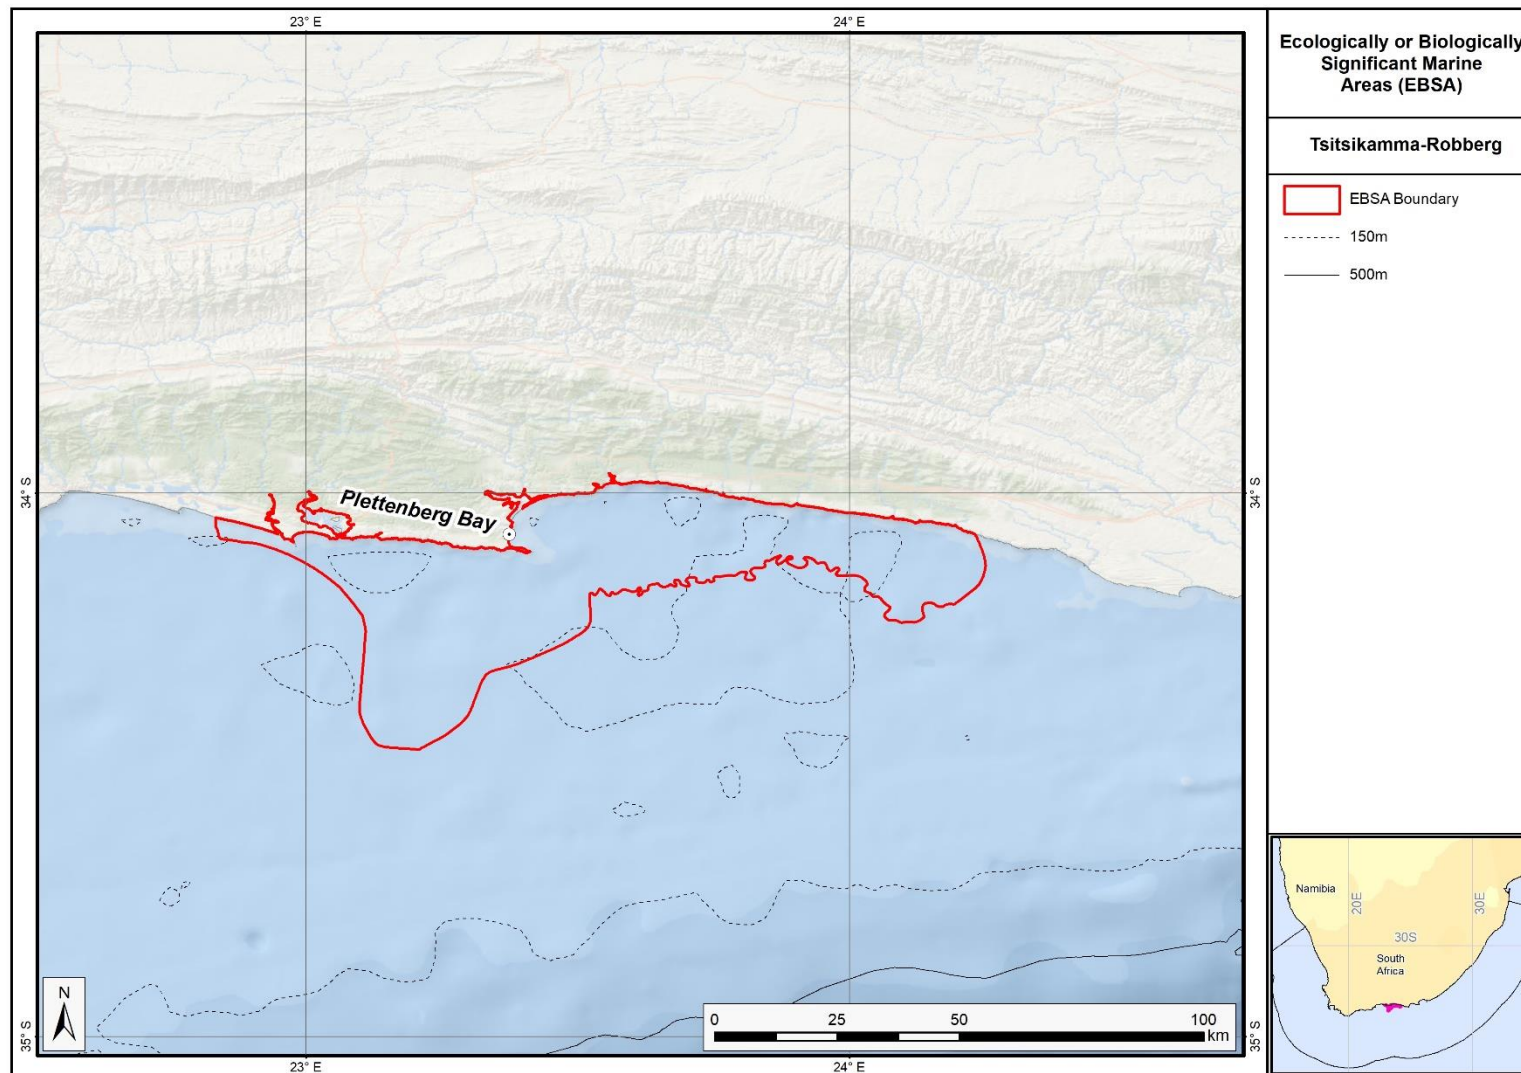 23° E
24° E
Ecologically or Biologically
Significant Marine
Areas (EBSA)
Tsitsikamma-Robberg
EBSA Boundary
150m
500m
34° S
34° S
Plettenberg Bay
Namibia
20E
30E
30S
South
Africa
N
0
25
50
100
km
35° S
35° S
23° E
24° E